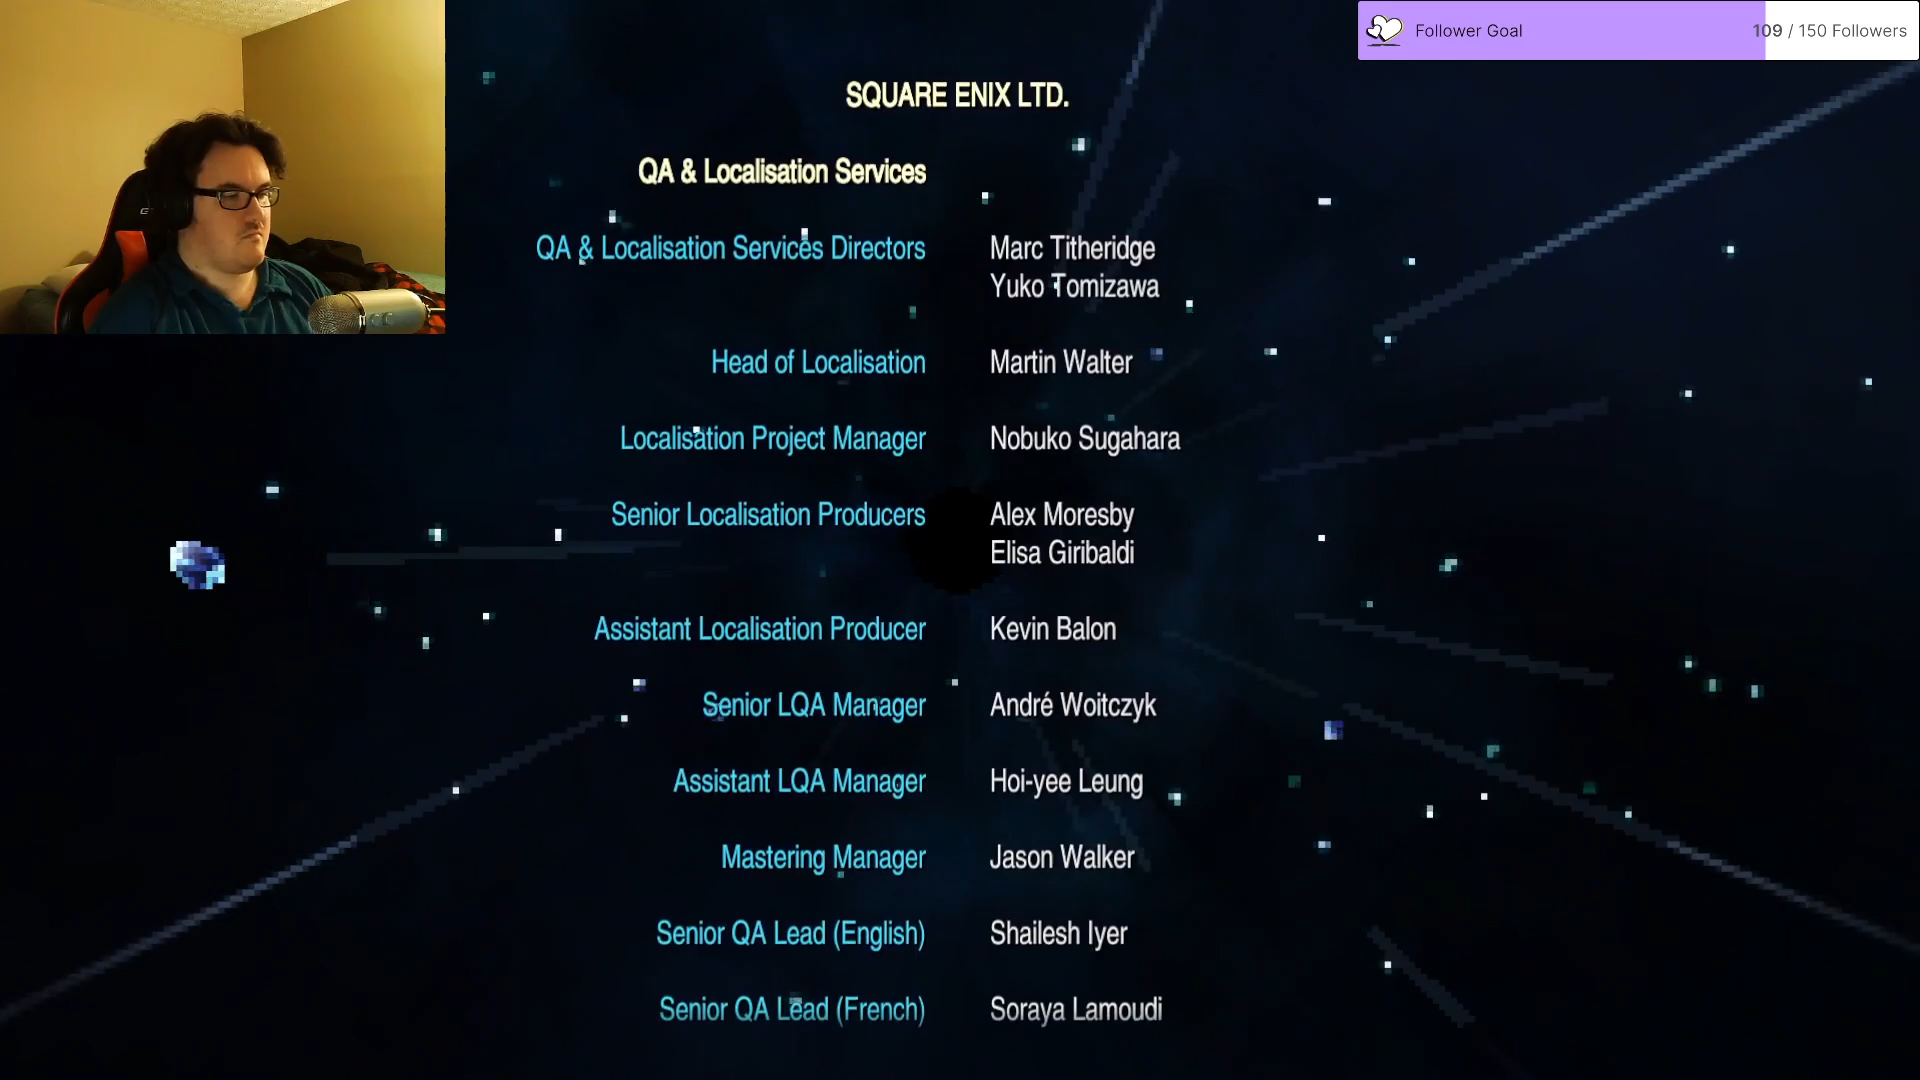 Follower Goal 109 / 150 Followers
SQUARE ENIX LTD.
QA & Localisation Services
QA & Localisation Services Directors Marc Titheridge
Yuko Tomizawa
Head of Localisation Martin Walter
Localisation Project Manager Nobuko Sugahara
Senior Localisation Producers Alex Moresby
Elisa Giribaldi
Assistant Localisation Producer Kevin Balon
Senior LQA Manager André Woitczyk
Assistant LQA Manager Hoi-yee Leung
Mastering Manager Jason Walker
Senior QA Lead (English) Shailesh Iyer
Senior QA Lead (French) Soraya Lamoudi